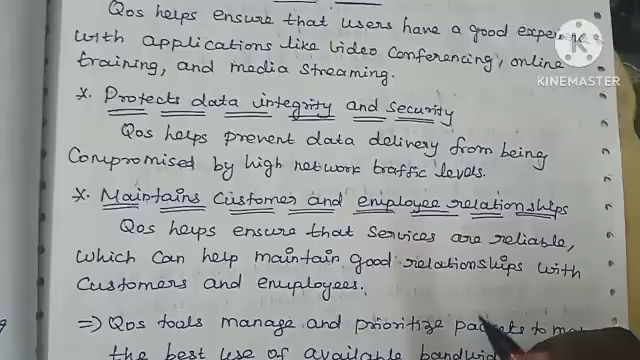 Qos helps ensure that users have a good experience
with applications like video conferencing, online
training, and media streaming.
*. Protects data integrity and security
Qos helps prevent data delivery from being
compromised by high network traffic levels.
*. Maintains customer and employee relationships
Qos helps ensure that services are reliable,
which can help maintain good relationships with
customers and employees.
=> Qos tools manage and prioritize packets to
the best use of available
KINEMASTER